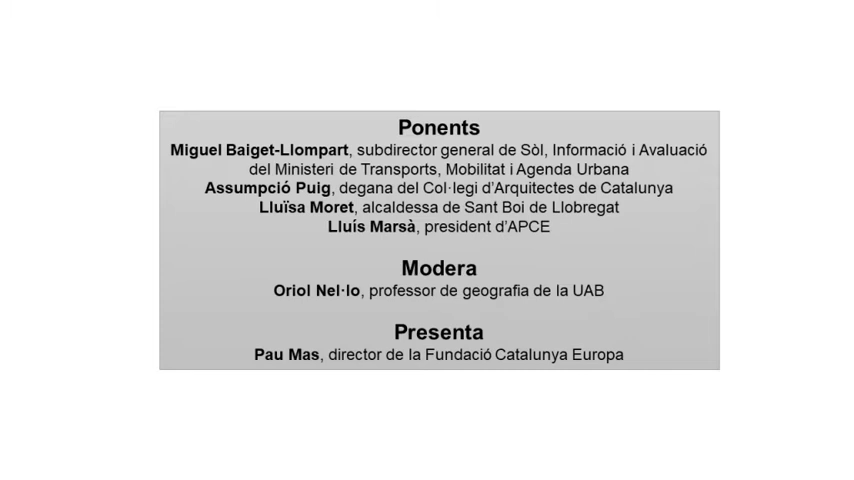 Ponents
Miguel Baiget-Llompart, subdirector general de Sòl, Informació i Avaluació
del Ministeri de Transports, Mobilitat i Agenda Urbana
Assumpció Puig, degana del Col·legi d'Arquitectes de Catalunya
Lluïsa Moret, alcaldessa de Sant Boi de Llobregat
Lluís Marsà, president d'APCE
Modera
Oriol Nel·lo, professor de geografia de la UAB
Presenta
Pau Mas, director de la Fundació Catalunya Europa